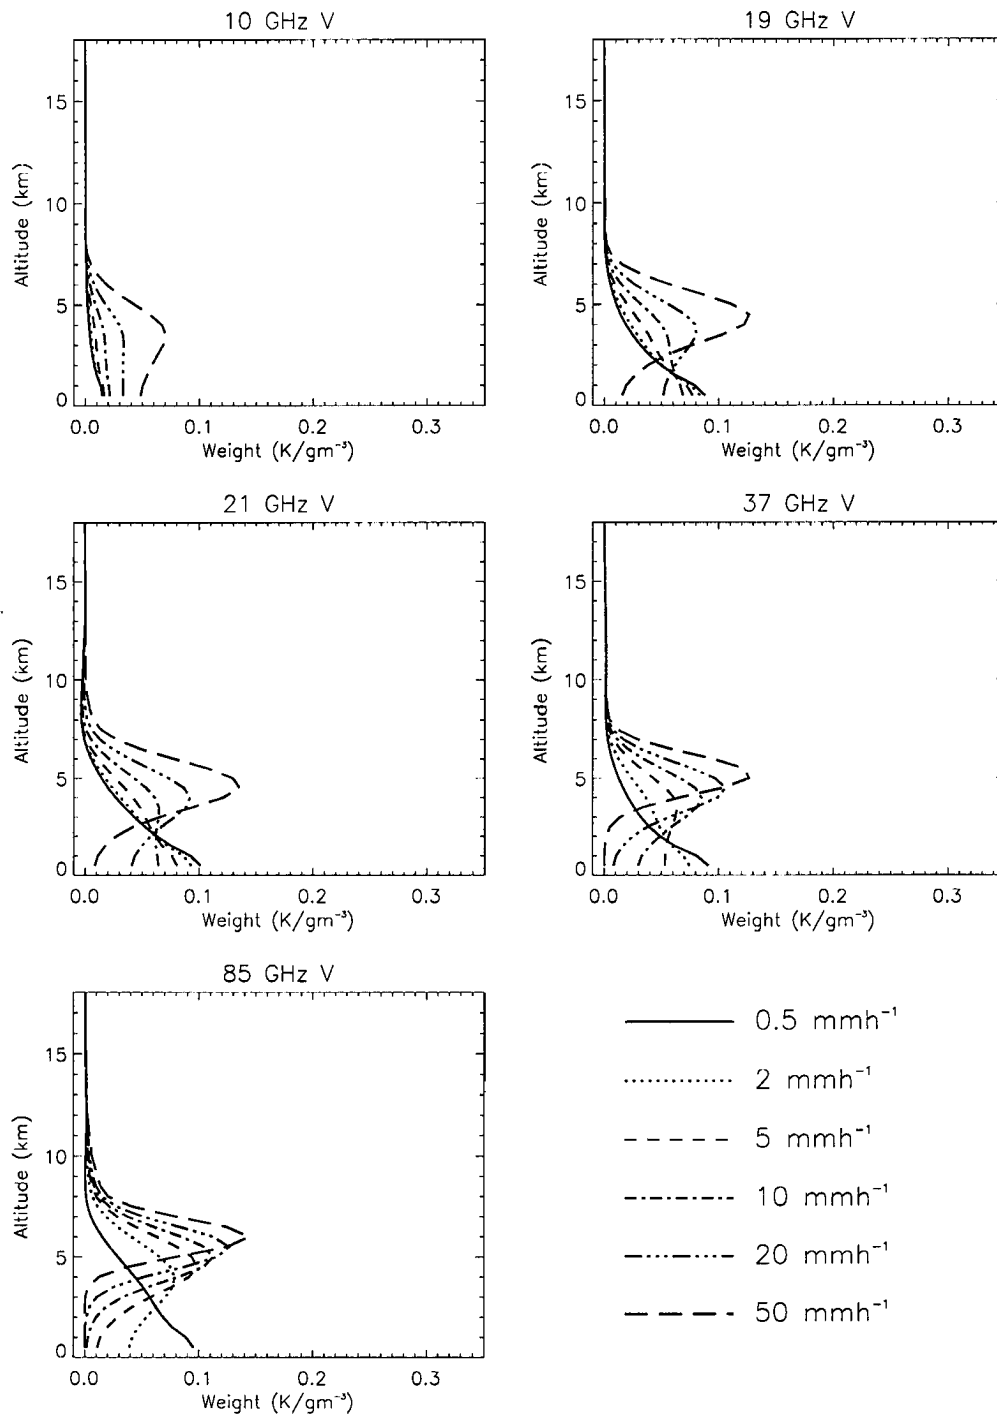 10 GHz V
19 GHz V
15
10
5
0
Altitude (km)
0.0 0.1 0.2 0.3
Weight (K/gm⁻³)
15
10
5
0
Altitude (km)
0.0 0.1 0.2 0.3
Weight (K/gm⁻³)
21 GHz V
37 GHz V
15
10
5
0
Altitude (km)
0.0 0.1 0.2 0.3
Weight (K/gm⁻³)
15
10
5
0
Altitude (km)
0.0 0.1 0.2 0.3
Weight (K/gm⁻³)
85 GHz V
15
10
5
0
Altitude (km)
0.0 0.1 0.2 0.3
Weight (K/gm⁻³)
0.5 mmh⁻¹
2 mmh⁻¹
5 mmh⁻¹
10 mmh⁻¹
20 mmh⁻¹
50 mmh⁻¹